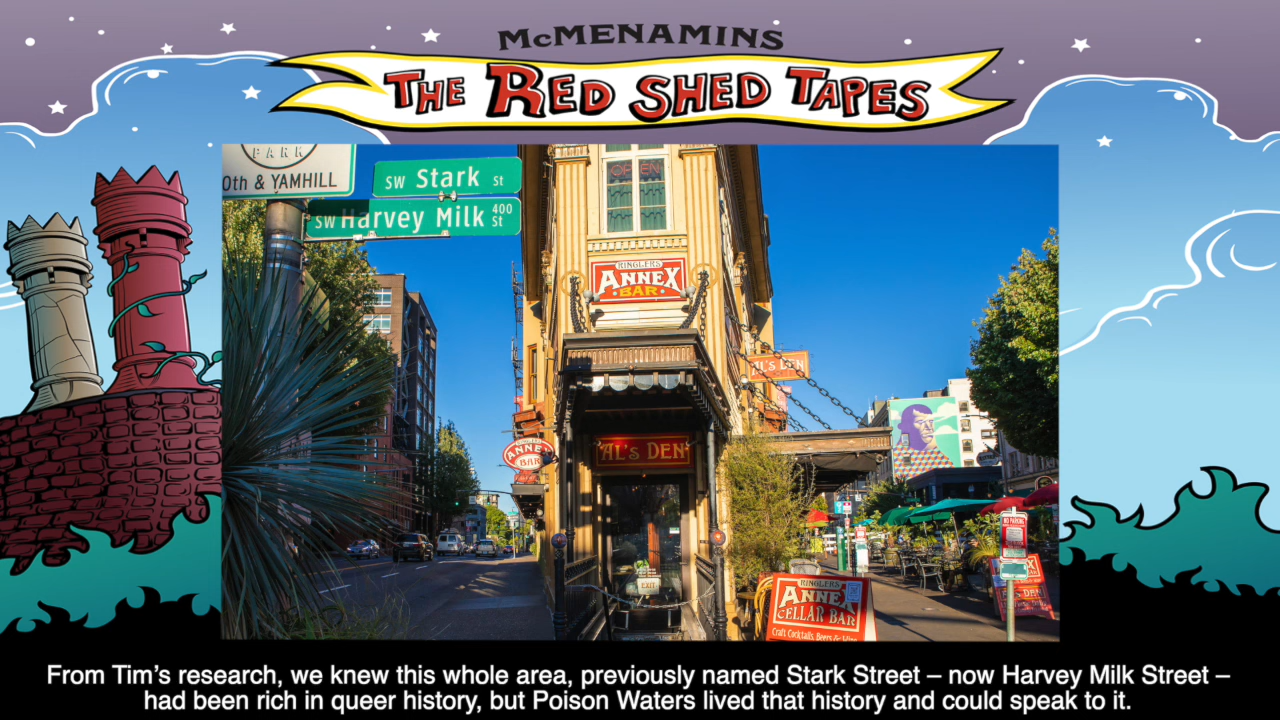 McMENAMINS
THE RED SHED TAPES
PARK
0th & YAMHILL
SW Stark St
SW Harvey Milk 400 St
OPEN
RINGLERS
ANNEX
BAR
AL'S DEN
RINGLERS
ANNEX
BAR
AL'S DEN
EXIT
NO PARKING
RINGLERS
ANNEX
CELLAR BAR
Craft Cocktails, Beers & Wine
From Tim's research, we knew this whole area, previously named Stark Street – now Harvey Milk Street –
had been rich in queer history, but Poison Waters lived that history and could speak to it.